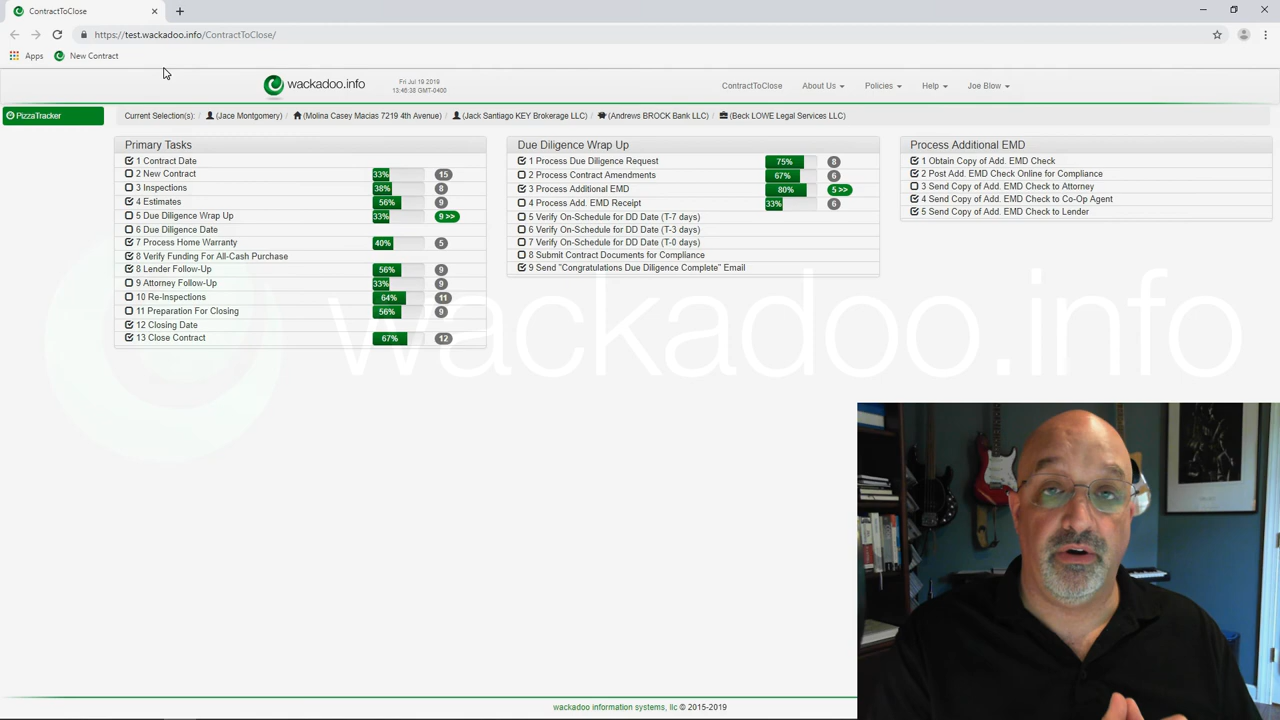 ContractToClose
https://test.wackadoo.info/ContractToClose/
Apps New Contract
wackadoo.info
Fri Jul 19 2019
13:46:38 GMT-0400
ContractToClose About Us Policies Help Joe Blow
PizzaTracker
Current Selection(s): (Jace Montgomery) (Molina Casey Macias 7219 4th Avenue) (Jack Santiago KEY Brokerage LLC) (Andrews BROCK Bank LLC) (Beck LOWE Legal Services LLC)
Primary Tasks
1 Contract Date
2 New Contract 33% 15
3 Inspections 38% 8
4 Estimates 56% 9
5 Due Diligence Wrap Up 33% 9 >>
6 Due Diligence Date
7 Process Home Warranty 40% 5
8 Verify Funding For All-Cash Purchase
8 Lender Follow-Up 56% 9
9 Attorney Follow-Up 33% 9
10 Re-Inspections 64% 11
11 Preparation For Closing 56% 9
12 Closing Date
13 Close Contract 67% 12
Due Diligence Wrap Up
1 Process Due Diligence Request 75% 8
2 Process Contract Amendments 67% 6
3 Process Additional EMD 80% 5 >>
4 Process Add. EMD Receipt 33% 6
5 Verify On-Schedule for DD Date (T-7 days)
6 Verify On-Schedule for DD Date (T-3 days)
7 Verify On-Schedule for DD Date (T-0 days)
8 Submit Contract Documents for Compliance
9 Send "Congratulations Due Diligence Complete" Email
Process Additional EMD
1 Obtain Copy of Add. EMD Check
2 Post Add. EMD Check Online for Compliance
3 Send Copy of Add. EMD Check to Attorney
4 Send Copy of Add. EMD Check to Co-Op Agent
5 Send Copy of Add. EMD Check to Lender
wackadoo.info
wackadoo information systems, llc © 2015-2019